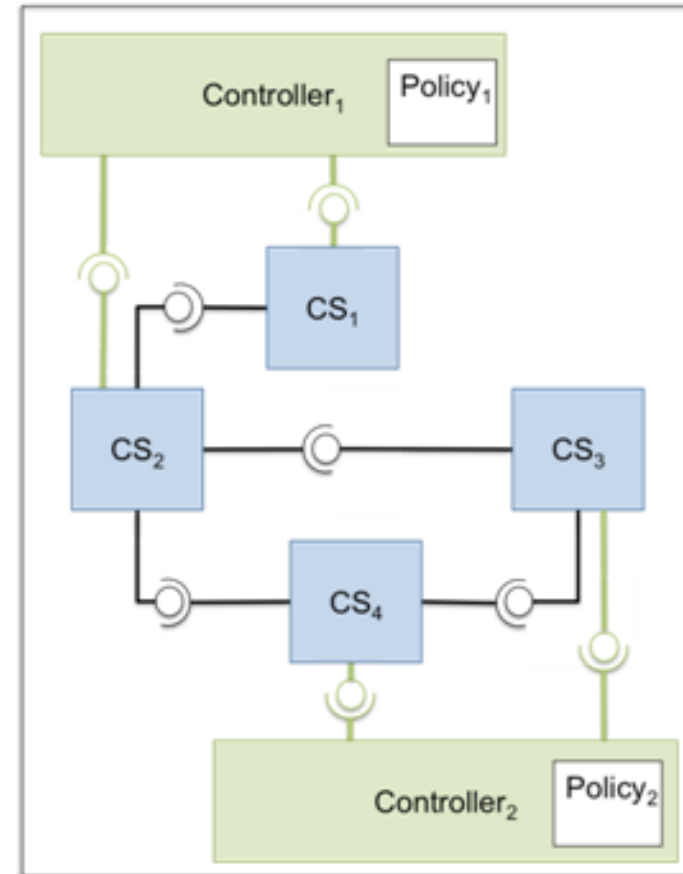 Controller₁
Policy₁
CS₁
CS₂
CS₃
CS₄
Controller₂
Policy₂